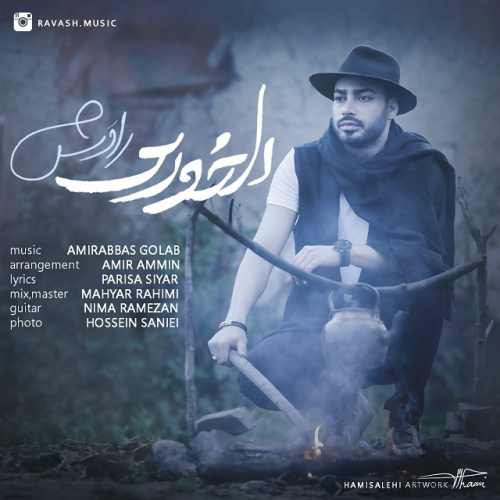 RAVASH.MUSIC
راوش
دلشوره
music AMIRABBAS GOLAB
arrangement AMIR AMMIN
lyrics PARISA SIYAR
mix,master MAHYAR RAHIMI
guitar NIMA RAMEZAN
photo HOSSEIN SANIEI
HAMISALEHI ARTWORK